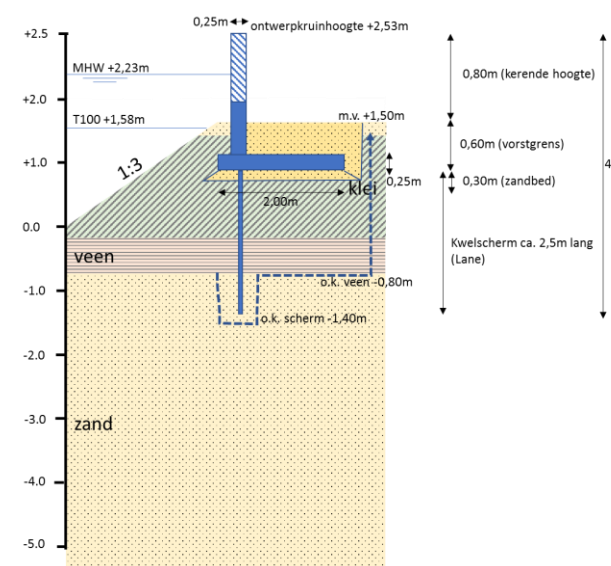 0,25m
ontwerpkruinhoogte +2,53m
+2.5
MHW +2,23m
0,80m (kerende hoogte)
+2.0
T100 +1,58m
m.v. +1,50m
0,60m (vorstgrens)
+1.0
1:3
4
klei
0,25m
0,30m (zandbed)
2,00m
0.0
Kwelscherm ca. 2,5m lang
(Lane)
veen
o.k. veen -0,80m
-1.0
o.k. scherm -1,40m
-2.0
-3.0
zand
-4.0
-5.0